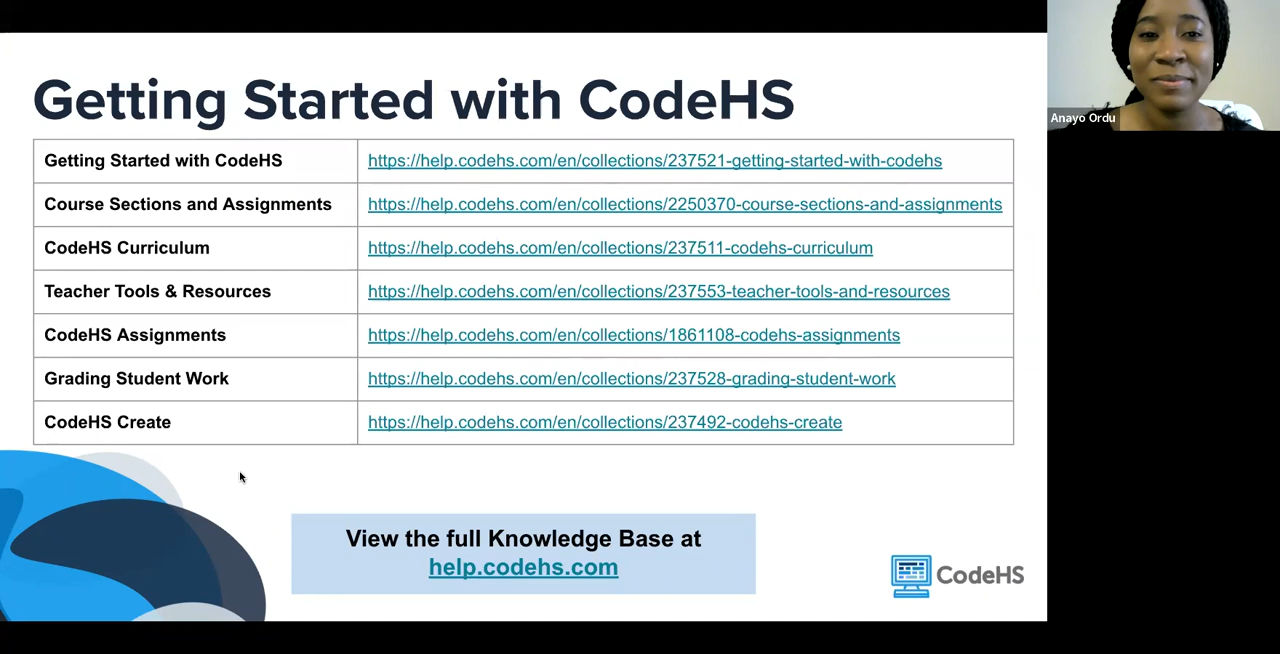 Getting Started with CodeHS
Getting Started with CodeHS https://help.codehs.com/en/collections/237521-getting-started-with-codehs
Course Sections and Assignments https://help.codehs.com/en/collections/2250370-course-sections-and-assignments
CodeHS Curriculum https://help.codehs.com/en/collections/237511-codehs-curriculum
Teacher Tools & Resources https://help.codehs.com/en/collections/237553-teacher-tools-and-resources
CodeHS Assignments https://help.codehs.com/en/collections/1861108-codehs-assignments
Grading Student Work https://help.codehs.com/en/collections/237528-grading-student-work
CodeHS Create https://help.codehs.com/en/collections/237492-codehs-create
View the full Knowledge Base at
help.codehs.com
CodeHS
Anayo Ordu